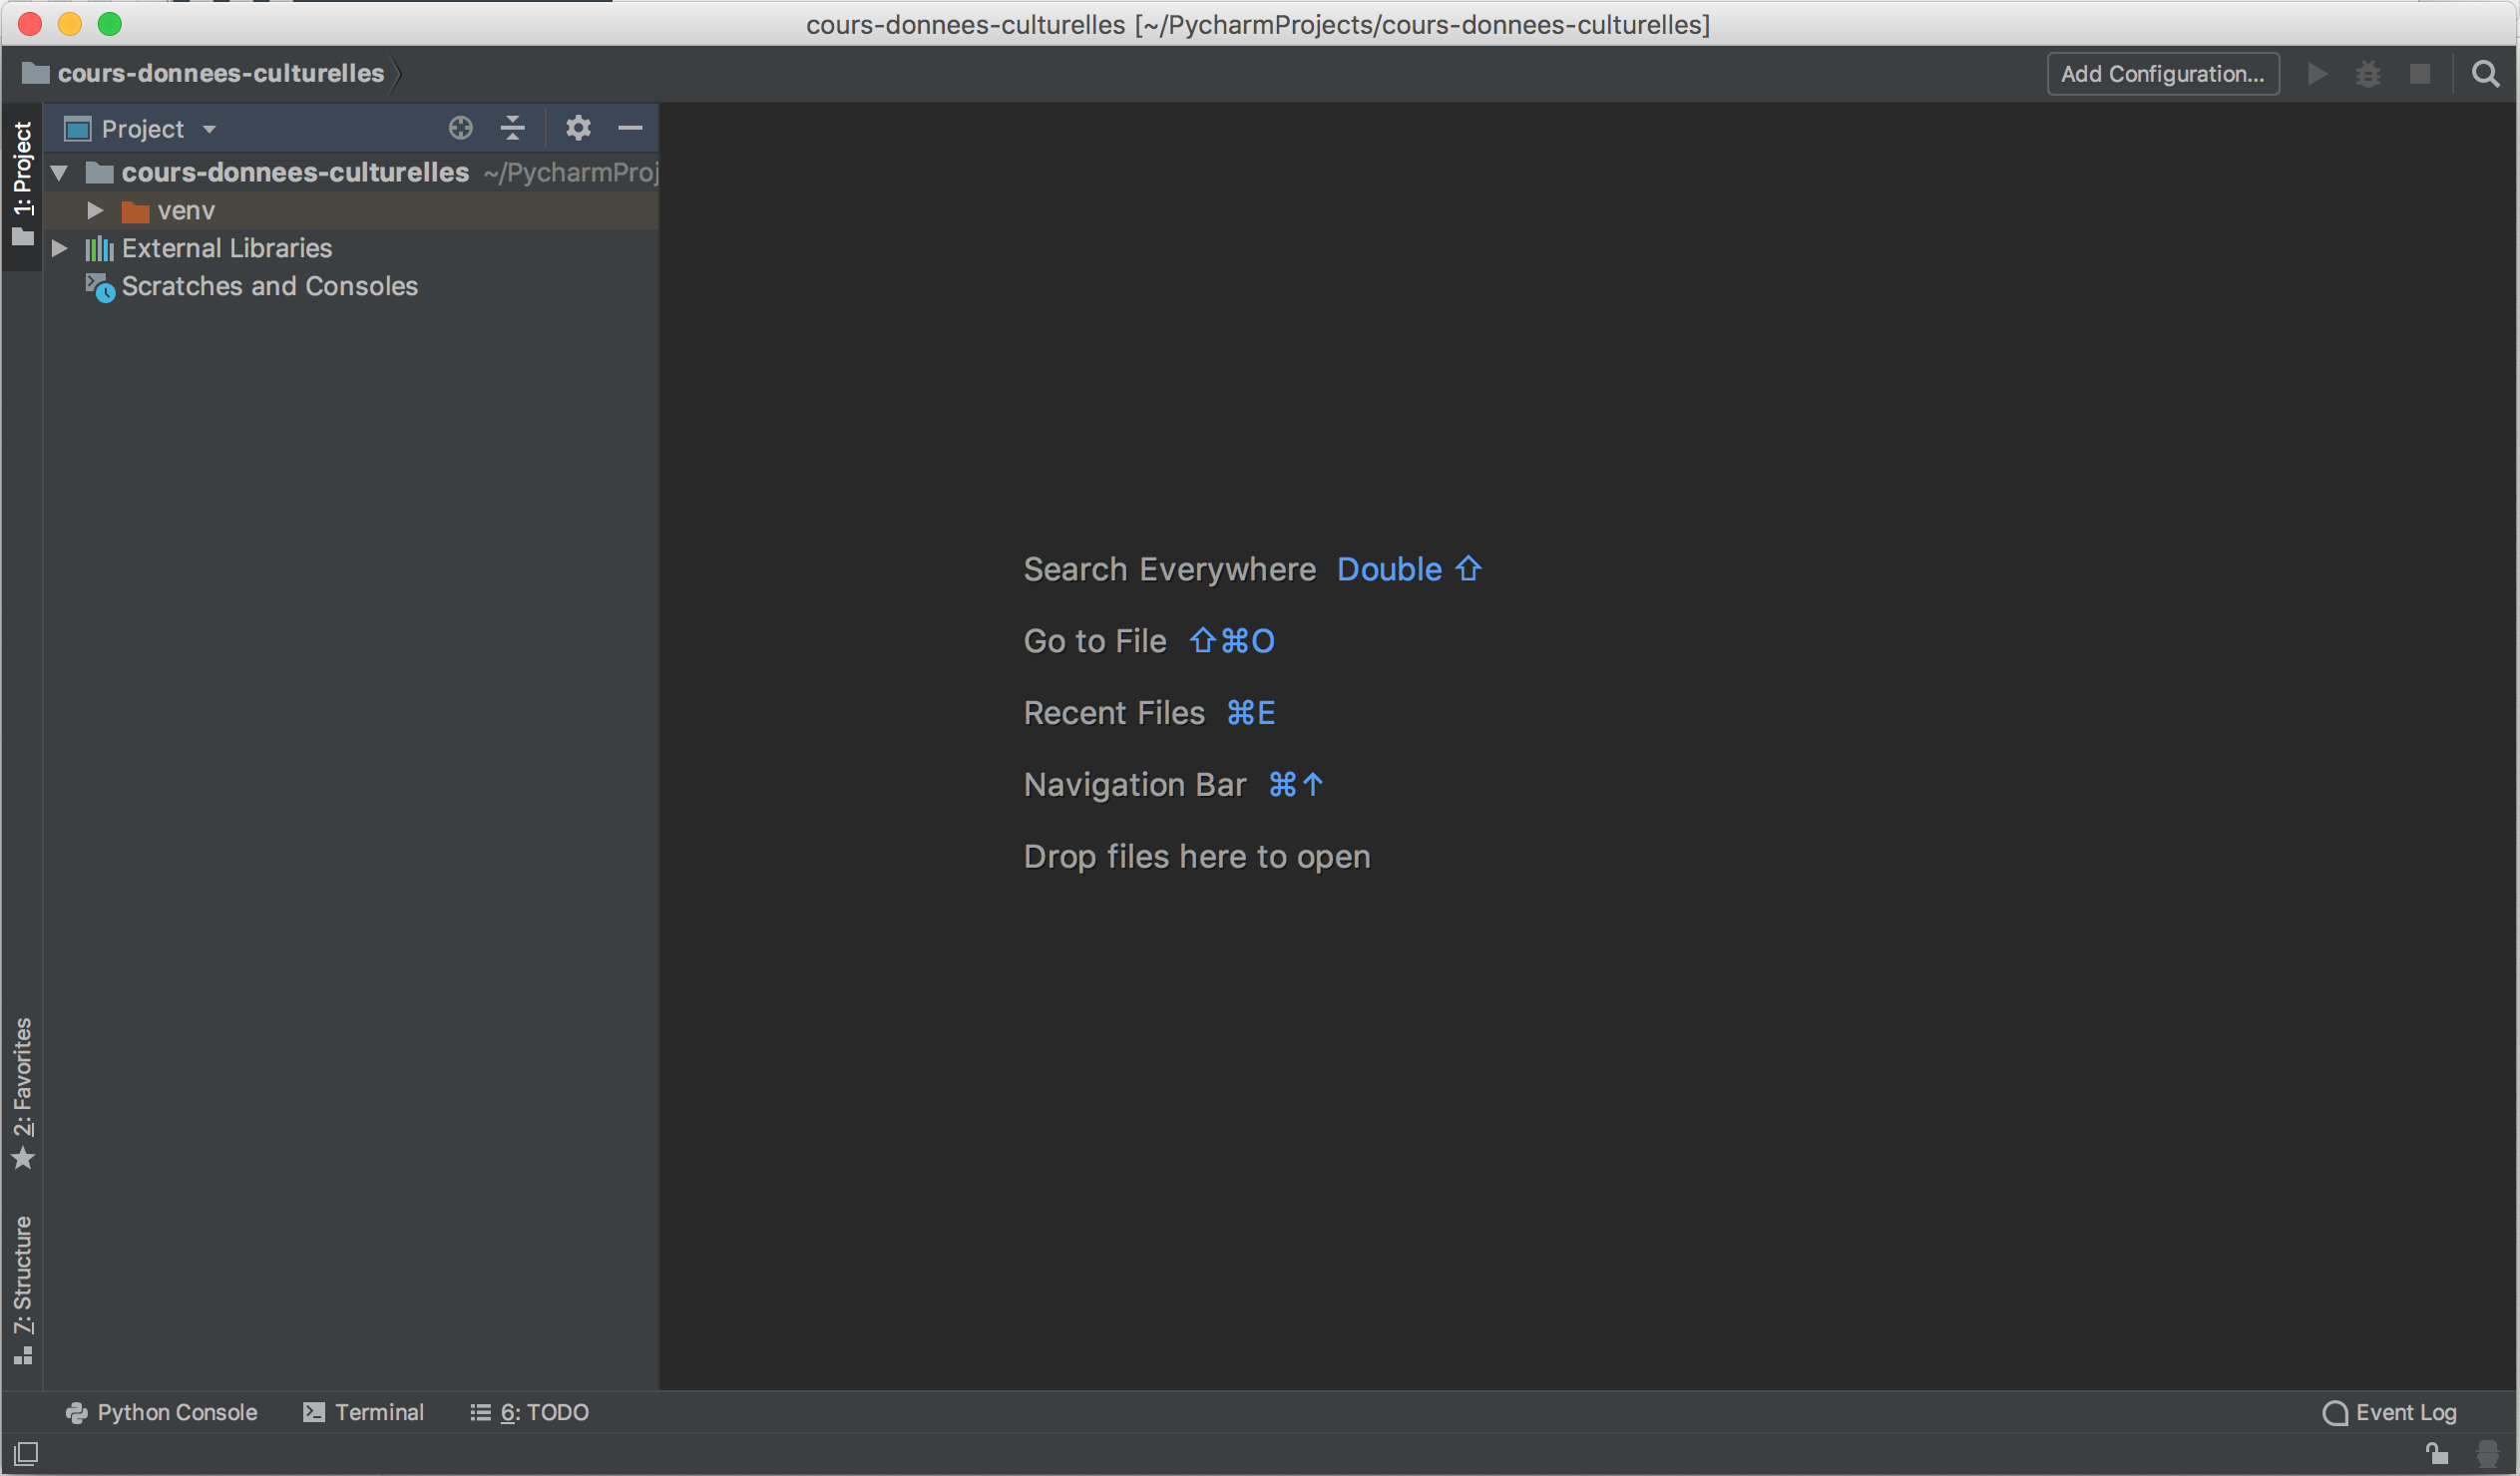 cours-donnees-culturelles [~/PycharmProjects/cours-donnees-culturelles]
cours-donnees-culturelles
Add Configuration...
1: Project
Project
cours-donnees-culturelles ~/PycharmProj
venv
External Libraries
Scratches and Consoles
Search Everywhere Double ⇧
Go to File ⇧⌘O
Recent Files ⌘E
Navigation Bar ⌘↑
Drop files here to open
2: Favorites
7: Structure
Python Console
Terminal
6: TODO
Event Log